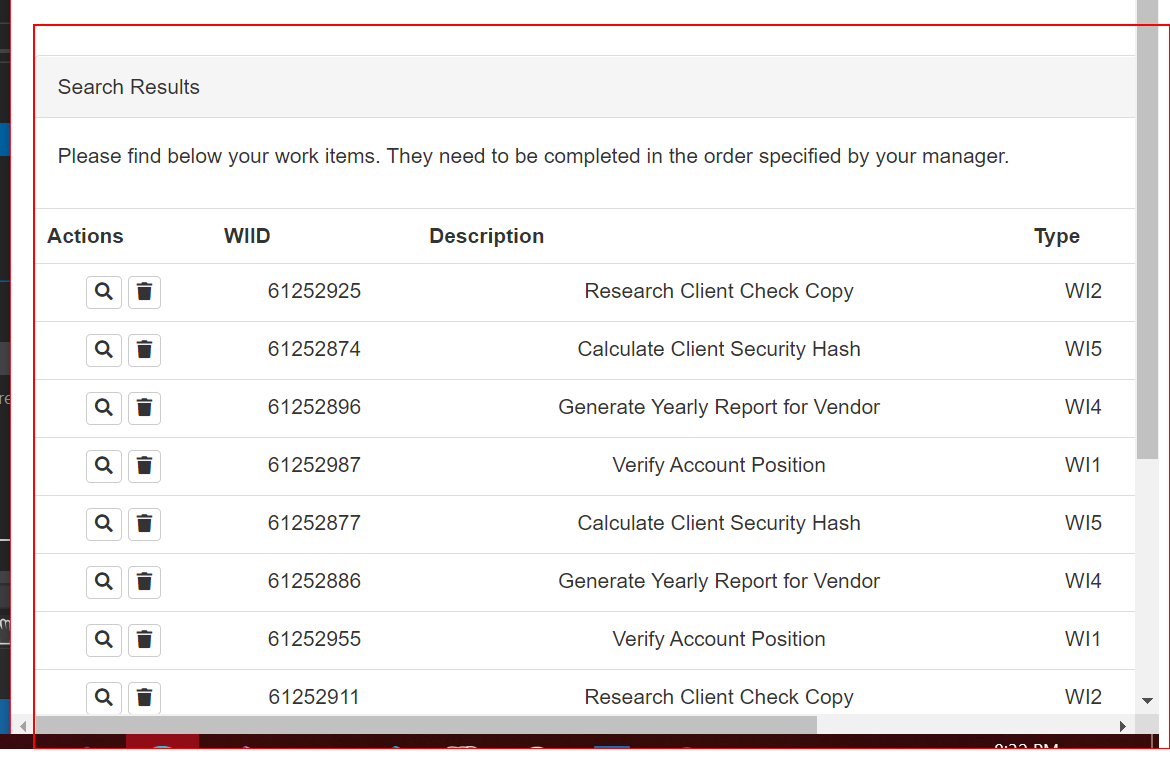 Search Results
Please find below your work items. They need to be completed in the order specified by your manager.
Actions WIID Description Type
61252925 Research Client Check Copy WI2
61252874 Calculate Client Security Hash WI5
61252896 Generate Yearly Report for Vendor WI4
61252987 Verify Account Position WI1
61252877 Calculate Client Security Hash WI5
61252886 Generate Yearly Report for Vendor WI4
61252955 Verify Account Position WI1
61252911 Research Client Check Copy WI2